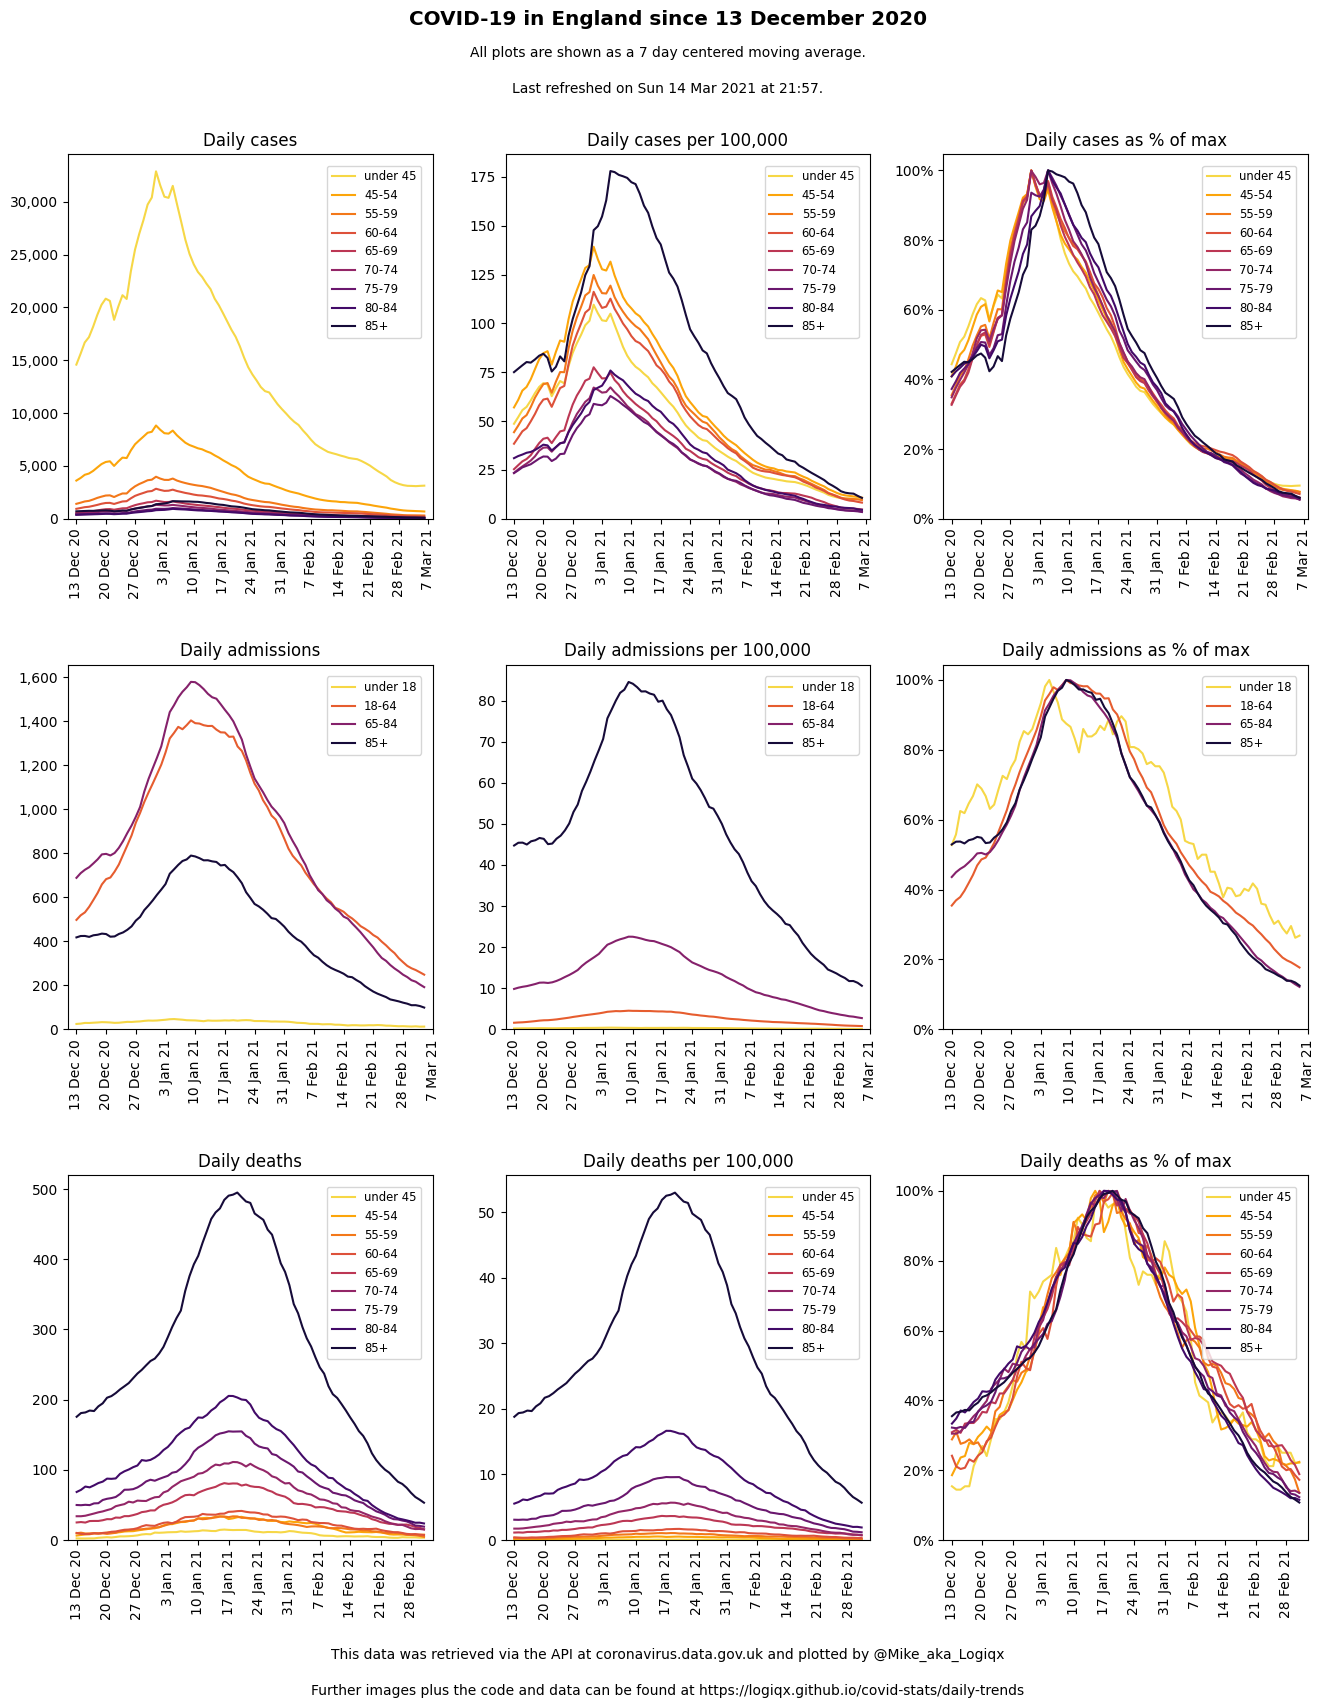 COVID-19 in England since 13 December 2020
All plots are shown as a 7 day centered moving average.
Last refreshed on Sun 14 Mar 2021 at 21:57.
Daily cases
30,000
25,000
20,000
15,000
10,000
5,000
0
under 45
45-54
55-59
60-64
65-69
70-74
75-79
80-84
85+
13 Dec 20
20 Dec 20
27 Dec 20
3 Jan 21
10 Jan 21
17 Jan 21
24 Jan 21
31 Jan 21
7 Feb 21
14 Feb 21
21 Feb 21
28 Feb 21
7 Mar 21
Daily cases per 100,000
175
150
125
100
75
50
25
0
under 45
45-54
55-59
60-64
65-69
70-74
75-79
80-84
85+
13 Dec 20
20 Dec 20
27 Dec 20
3 Jan 21
10 Jan 21
17 Jan 21
24 Jan 21
31 Jan 21
7 Feb 21
14 Feb 21
21 Feb 21
28 Feb 21
7 Mar 21
Daily cases as % of max
100%
80%
60%
40%
20%
0%
under 45
45-54
55-59
60-64
65-69
70-74
75-79
80-84
85+
13 Dec 20
20 Dec 20
27 Dec 20
3 Jan 21
10 Jan 21
17 Jan 21
24 Jan 21
31 Jan 21
7 Feb 21
14 Feb 21
21 Feb 21
28 Feb 21
7 Mar 21
Daily admissions
1,600
1,400
1,200
1,000
800
600
400
200
0
under 18
18-64
65-84
85+
13 Dec 20
20 Dec 20
27 Dec 20
3 Jan 21
10 Jan 21
17 Jan 21
24 Jan 21
31 Jan 21
7 Feb 21
14 Feb 21
21 Feb 21
28 Feb 21
7 Mar 21
Daily admissions per 100,000
80
70
60
50
40
30
20
10
0
under 18
18-64
65-84
85+
13 Dec 20
20 Dec 20
27 Dec 20
3 Jan 21
10 Jan 21
17 Jan 21
24 Jan 21
31 Jan 21
7 Feb 21
14 Feb 21
21 Feb 21
28 Feb 21
7 Mar 21
Daily admissions as % of max
100%
80%
60%
40%
20%
0%
under 18
18-64
65-84
85+
13 Dec 20
20 Dec 20
27 Dec 20
3 Jan 21
10 Jan 21
17 Jan 21
24 Jan 21
31 Jan 21
7 Feb 21
14 Feb 21
21 Feb 21
28 Feb 21
7 Mar 21
Daily deaths
500
400
300
200
100
0
under 45
45-54
55-59
60-64
65-69
70-74
75-79
80-84
85+
13 Dec 20
20 Dec 20
27 Dec 20
3 Jan 21
10 Jan 21
17 Jan 21
24 Jan 21
31 Jan 21
7 Feb 21
14 Feb 21
21 Feb 21
28 Feb 21
Daily deaths per 100,000
50
40
30
20
10
0
under 45
45-54
55-59
60-64
65-69
70-74
75-79
80-84
85+
13 Dec 20
20 Dec 20
27 Dec 20
3 Jan 21
10 Jan 21
17 Jan 21
24 Jan 21
31 Jan 21
7 Feb 21
14 Feb 21
21 Feb 21
28 Feb 21
Daily deaths as % of max
100%
80%
60%
40%
20%
0%
under 45
45-54
55-59
60-64
65-69
70-74
75-79
80-84
85+
13 Dec 20
20 Dec 20
27 Dec 20
3 Jan 21
10 Jan 21
17 Jan 21
24 Jan 21
31 Jan 21
7 Feb 21
14 Feb 21
21 Feb 21
28 Feb 21
This data was retrieved via the API at coronavirus.data.gov.uk and plotted by @Mike_aka_Logiqx
Further images plus the code and data can be found at https://logiqx.github.io/covid-stats/daily-trends